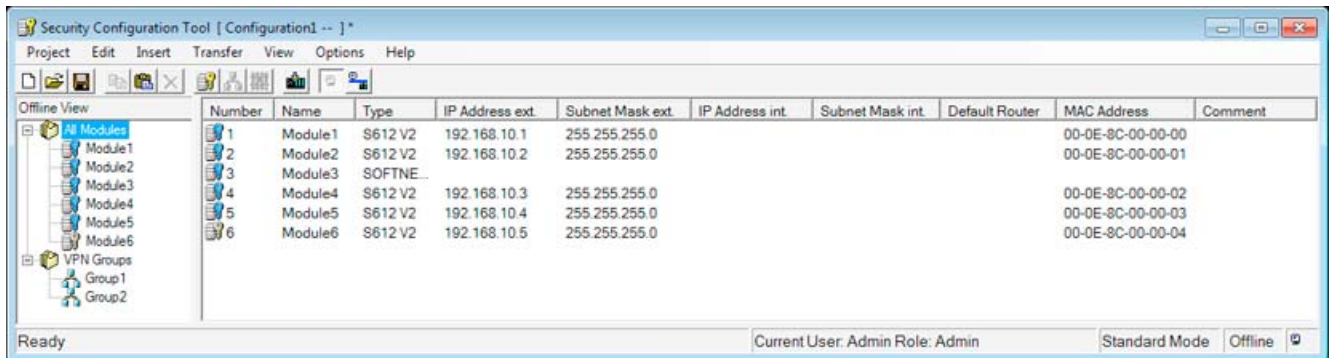 Security Configuration Tool [ Configuration1 -- ] *
Project Edit Insert Transfer View Options Help
Offline View
All Modules
Module1
Module2
Module3
Module4
Module5
Module6
VPN Groups
Group1
Group2
Number Name Type IP Address ext. Subnet Mask ext. IP Address int. Subnet Mask int. Default Router MAC Address Comment
1 Module1 S612 V2 192.168.10.1 255.255.255.0 00-0E-8C-00-00-00
2 Module2 S612 V2 192.168.10.2 255.255.255.0 00-0E-8C-00-00-01
3 Module3 SOFTNE...
4 Module4 S612 V2 192.168.10.3 255.255.255.0 00-0E-8C-00-00-02
5 Module5 S612 V2 192.168.10.4 255.255.255.0 00-0E-8C-00-00-03
6 Module6 S612 V2 192.168.10.5 255.255.255.0 00-0E-8C-00-00-04
Ready Current User: Admin Role: Admin Standard Mode Offline